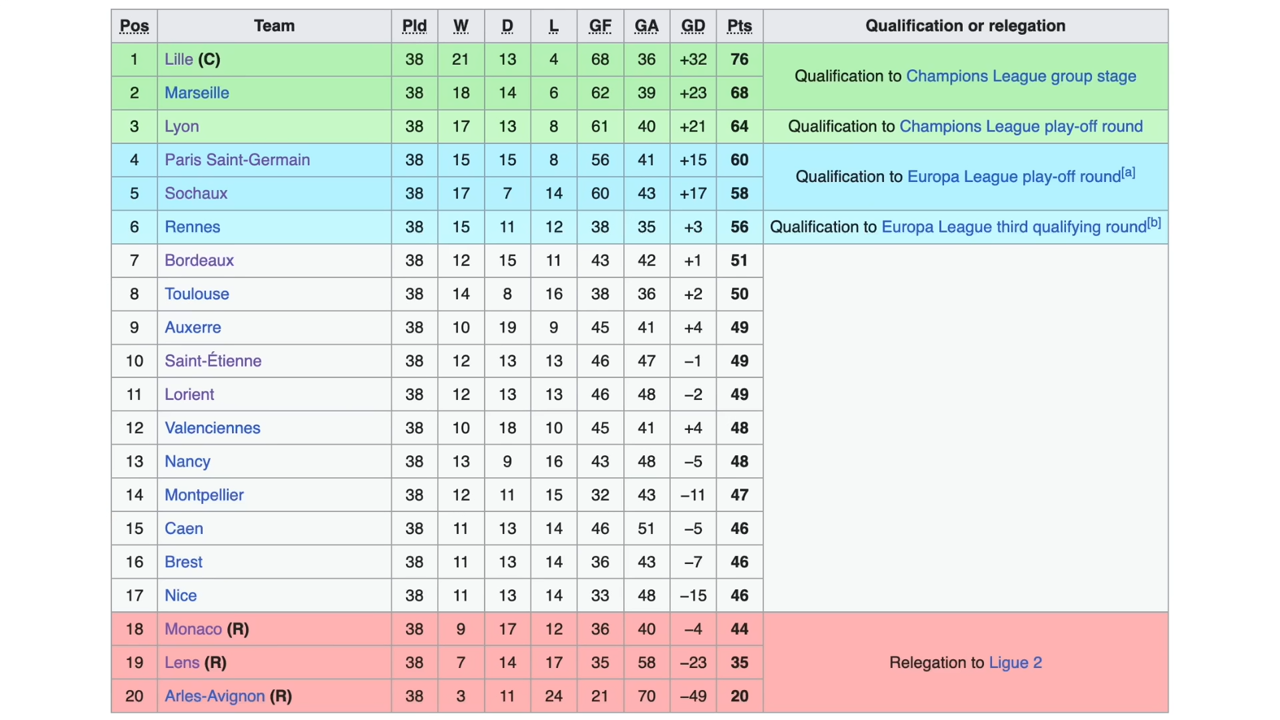 Pos Team Pld W D L GF GA GD Pts Qualification or relegation
1 Lille (C) 38 21 13 4 68 36 +32 76 Qualification to Champions League group stage
2 Marseille 38 18 14 6 62 39 +23 68
3 Lyon 38 17 13 8 61 40 +21 64 Qualification to Champions League play-off round
4 Paris Saint-Germain 38 15 15 8 56 41 +15 60 Qualification to Europa League play-off round[a]
5 Sochaux 38 17 7 14 60 43 +17 58
6 Rennes 38 15 11 12 38 35 +3 56 Qualification to Europa League third qualifying round[b]
7 Bordeaux 38 12 15 11 43 42 +1 51
8 Toulouse 38 14 8 16 38 36 +2 50
9 Auxerre 38 10 19 9 45 41 +4 49
10 Saint-Étienne 38 12 13 13 46 47 −1 49
11 Lorient 38 12 13 13 46 48 −2 49
12 Valenciennes 38 10 18 10 45 41 +4 48
13 Nancy 38 13 9 16 43 48 −5 48
14 Montpellier 38 12 11 15 32 43 −11 47
15 Caen 38 11 13 14 46 51 −5 46
16 Brest 38 11 13 14 36 43 −7 46
17 Nice 38 11 13 14 33 48 −15 46
18 Monaco (R) 38 9 17 12 36 40 −4 44
19 Lens (R) 38 7 14 17 35 58 −23 35 Relegation to Ligue 2
20 Arles-Avignon (R) 38 3 11 24 21 70 −49 20